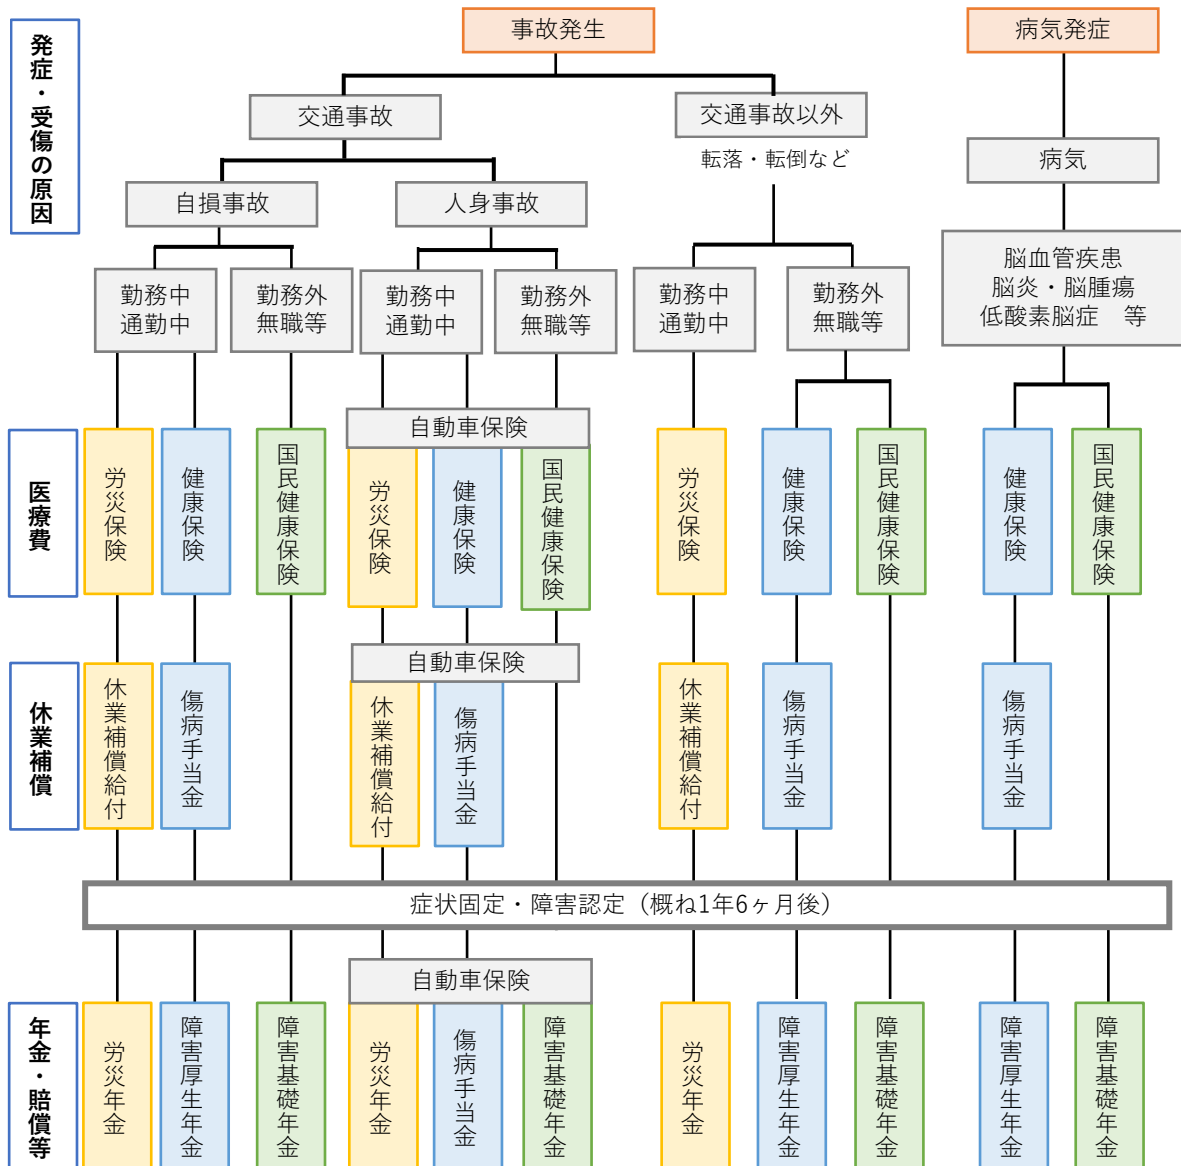 発症・受傷の原因
事故発生
病気発症
交通事故
交通事故以外
転落・転倒など
病気
自損事故
人身事故
勤務中
通勤中
勤務外
無職等
勤務中
通勤中
勤務外
無職等
勤務中
通勤中
勤務外
無職等
脳血管疾患
脳炎・脳腫瘍
低酸素脳症　等
医療費
労災保険
健康保険
国民健康保険
自動車保険
労災保険
健康保険
国民健康保険
労災保険
健康保険
国民健康保険
健康保険
国民健康保険
休業補償
休業補償給付
傷病手当金
自動車保険
休業補償給付
傷病手当金
休業補償給付
傷病手当金
傷病手当金
症状固定・障害認定（概ね1年6ヶ月後）
年金・賠償等
労災年金
障害厚生年金
障害基礎年金
自動車保険
労災年金
傷病手当金
障害基礎年金
労災年金
障害厚生年金
障害基礎年金
障害厚生年金
障害基礎年金